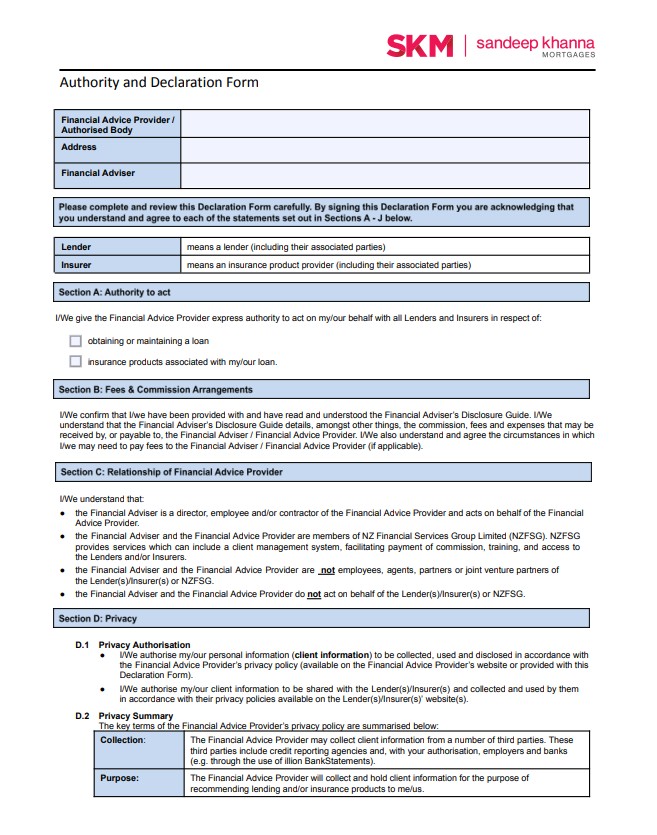 SKM
sandeep khanna
MORTGAGES
Authority and Declaration Form
Financial Advice Provider /
Authorised Body
Address
Financial Adviser
Please complete and review this Declaration Form carefully. By signing this Declaration Form you are acknowledging that
you understand and agree to each of the statements set out in Sections A - J below.
Lender means a lender (including their associated parties)
Insurer means an insurance product provider (including their associated parties)
Section A: Authority to act
I/We give the Financial Advice Provider express authority to act on my/our behalf with all Lenders and Insurers in respect of:
obtaining or maintaining a loan
insurance products associated with my/our loan.
Section B: Fees & Commission Arrangements
I/We confirm that I/we have been provided with and have read and understood the Financial Adviser's Disclosure Guide. I/We
understand that the Financial Adviser's Disclosure Guide details, amongst other things, the commission, fees and expenses that may be
received by, or payable to, the Financial Adviser / Financial Advice Provider. I/We also understand and agree the circumstances in which
I/we may need to pay fees to the Financial Adviser / Financial Advice Provider (if applicable).
Section C: Relationship of Financial Advice Provider
I/We understand that:
● the Financial Adviser is a director, employee and/or contractor of the Financial Advice Provider and acts on behalf of the Financial
Advice Provider.
● the Financial Adviser and the Financial Advice Provider are members of NZ Financial Services Group Limited (NZFSG). NZFSG
provides services which can include a client management system, facilitating payment of commission, training, and access to
the Lenders and/or Insurers.
● the Financial Adviser and the Financial Advice Provider are not employees, agents, partners or joint venture partners of
the Lender(s)/Insurer(s) or NZFSG.
● the Financial Adviser and the Financial Advice Provider do not act on behalf of the Lender(s)/Insurer(s) or NZFSG.
Section D: Privacy
D.1 Privacy Authorisation
● I/We authorise my/our personal information (client information) to be collected, used and disclosed in accordance with
the Financial Advice Provider's privacy policy (available on the Financial Advice Provider's website or provided with this
Declaration Form).
● I/We authorise my/our client information to be shared with the Lender(s)/Insurer(s) and collected and used by them
in accordance with their privacy policies available on the Lender(s)/Insurer(s)' website(s).
D.2 Privacy Summary
The key terms of the Financial Advice Provider's privacy policy are summarised below:
Collection: The Financial Advice Provider may collect client information from a number of third parties. These
third parties include credit reporting agencies and, with your authorisation, employers and banks
(e.g. through the use of illion BankStatements).
Purpose: The Financial Advice Provider will collect and hold client information for the purpose of
recommending lending and/or insurance products to me/us.